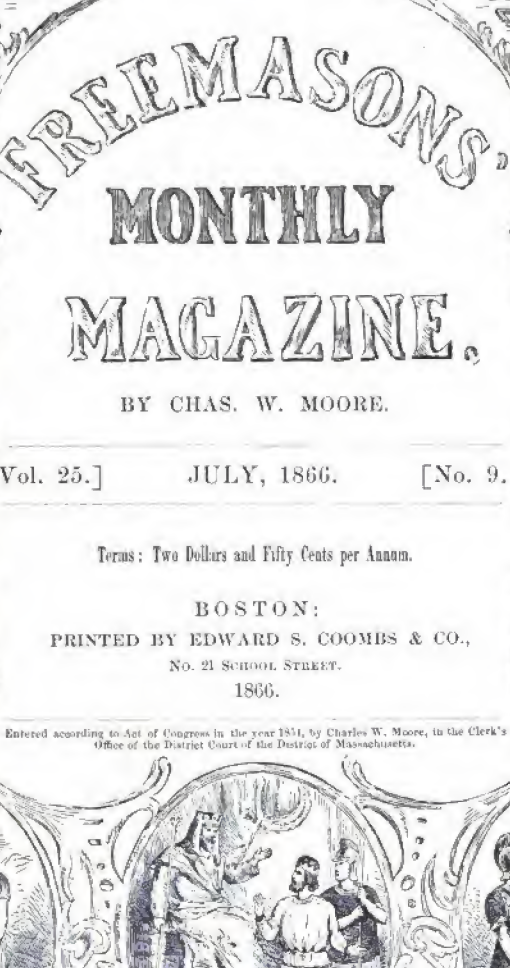 FREEMASONS'
MONTHLY
MAGAZINE.
BY CHAS. W. MOORE.
Vol. 25.] JULY, 1866. [No. 9.
Terms: Two Dollars and Fifty Cents per Annum.
BOSTON:
PRINTED BY EDWARD S. COOMBS & CO.,
No. 21 School Street.
1866.
Entered according to Act of Congress in the year 1854, by Charles W. Moore, in the Clerk's
Office of the District Court of the District of Massachusetts.